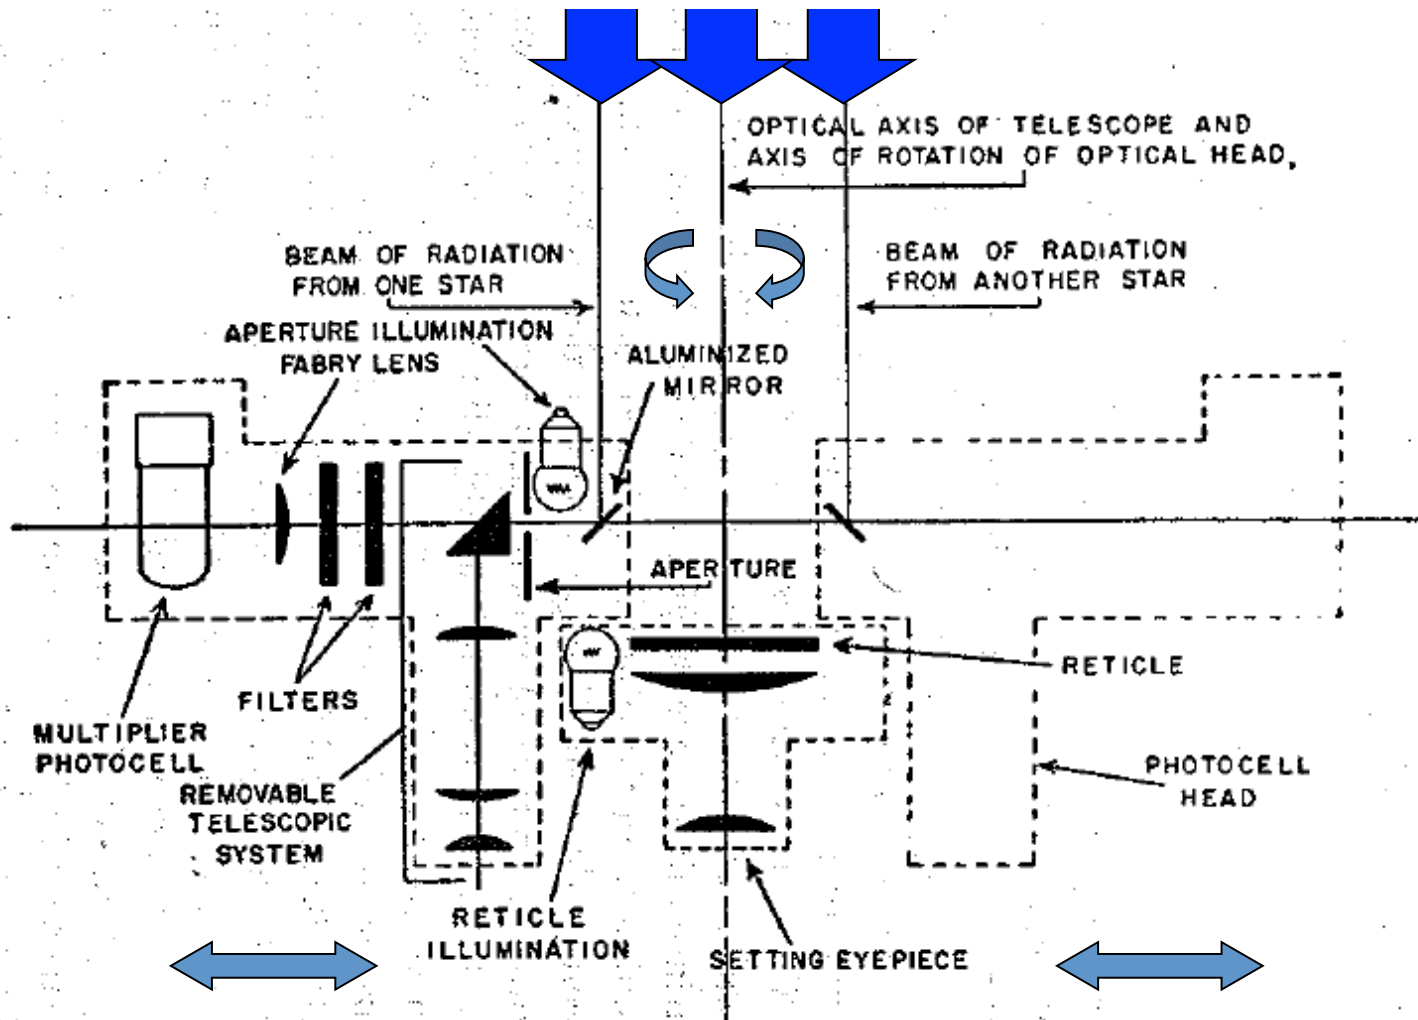 OPTICAL AXIS OF TELESCOPE AND
AXIS OF ROTATION OF OPTICAL HEAD,
BEAM OF RADIATION
FROM ONE STAR
BEAM OF RADIATION
FROM ANOTHER STAR
APERTURE ILLUMINATION
FABRY LENS
ALUMINIZED
MIRROR
APERTURE
RETICLE
FILTERS
MULTIPLIER
PHOTOCELL
REMOVABLE
TELESCOPIC
SYSTEM
PHOTOCELL
HEAD
RETICLE
ILLUMINATION
SETTING EYEPIECE